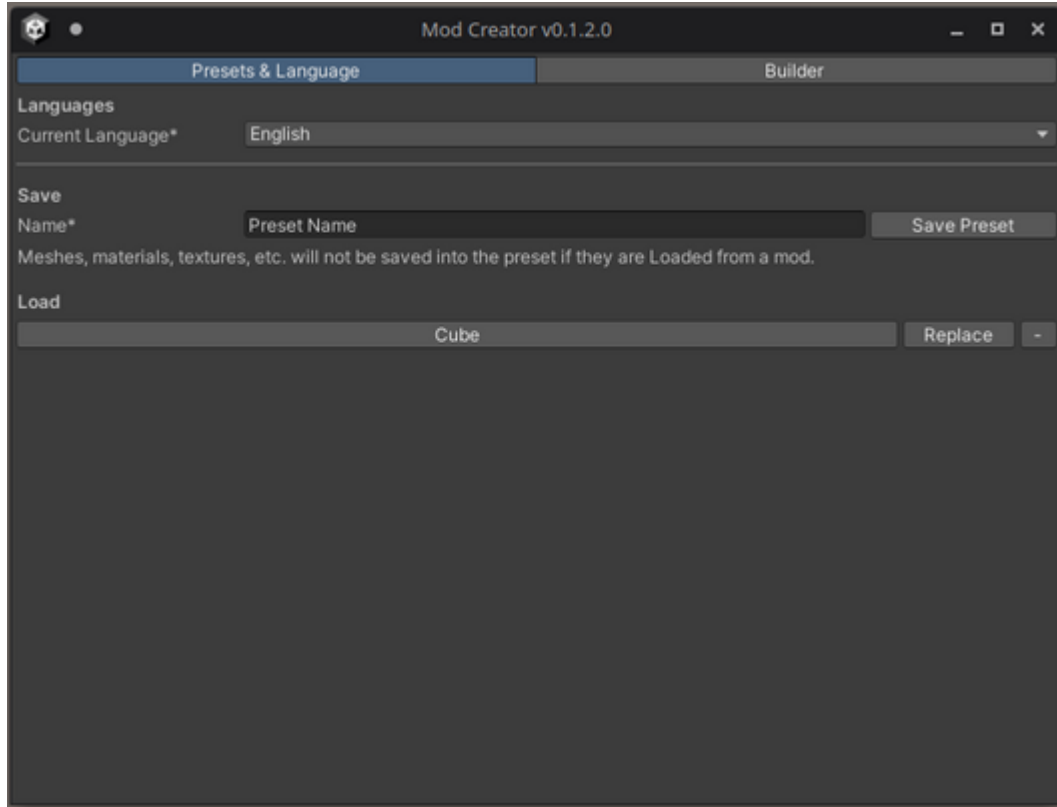 Mod Creator v0.1.2.0
Presets & Language Builder
Languages
Current Language* English
Save
Name* Preset Name Save Preset
Meshes, materials, textures, etc. will not be saved into the preset if they are Loaded from a mod.
Load
Cube Replace -